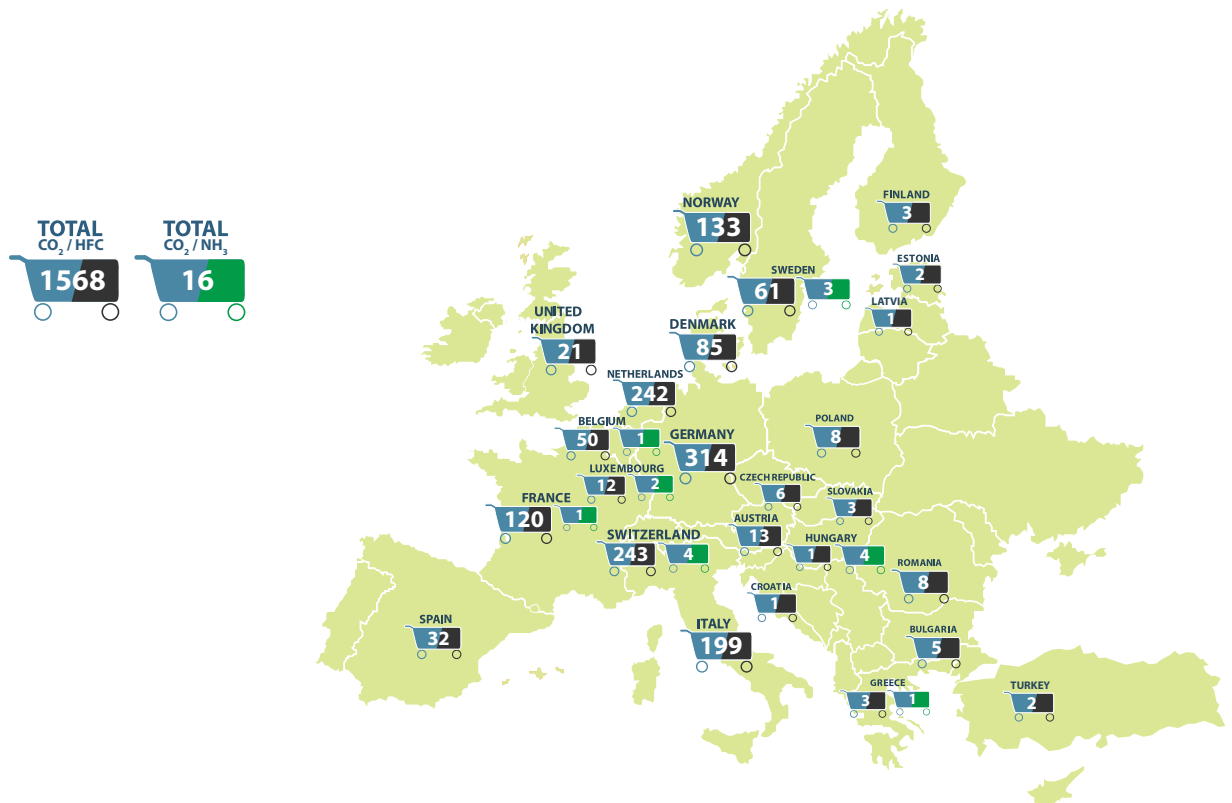 TOTAL
CO₂ / HFC
1568
TOTAL
CO₂ / NH₃
16
NORWAY
133
FINLAND
3
SWEDEN
61
3
ESTONIA
2
LATVIA
1
UNITED
KINGDOM
21
DENMARK
85
NETHERLANDS
242
BELGIUM
50
1
GERMANY
314
POLAND
8
LUXEMBOURG
12
2
CZECH REPUBLIC
6
SLOVAKIA
3
FRANCE
120
1
AUSTRIA
13
SWITZERLAND
243
4
HUNGARY
1
4
ROMANIA
8
CROATIA
1
SPAIN
32
ITALY
199
BULGARIA
5
GREECE
3
1
TURKEY
2